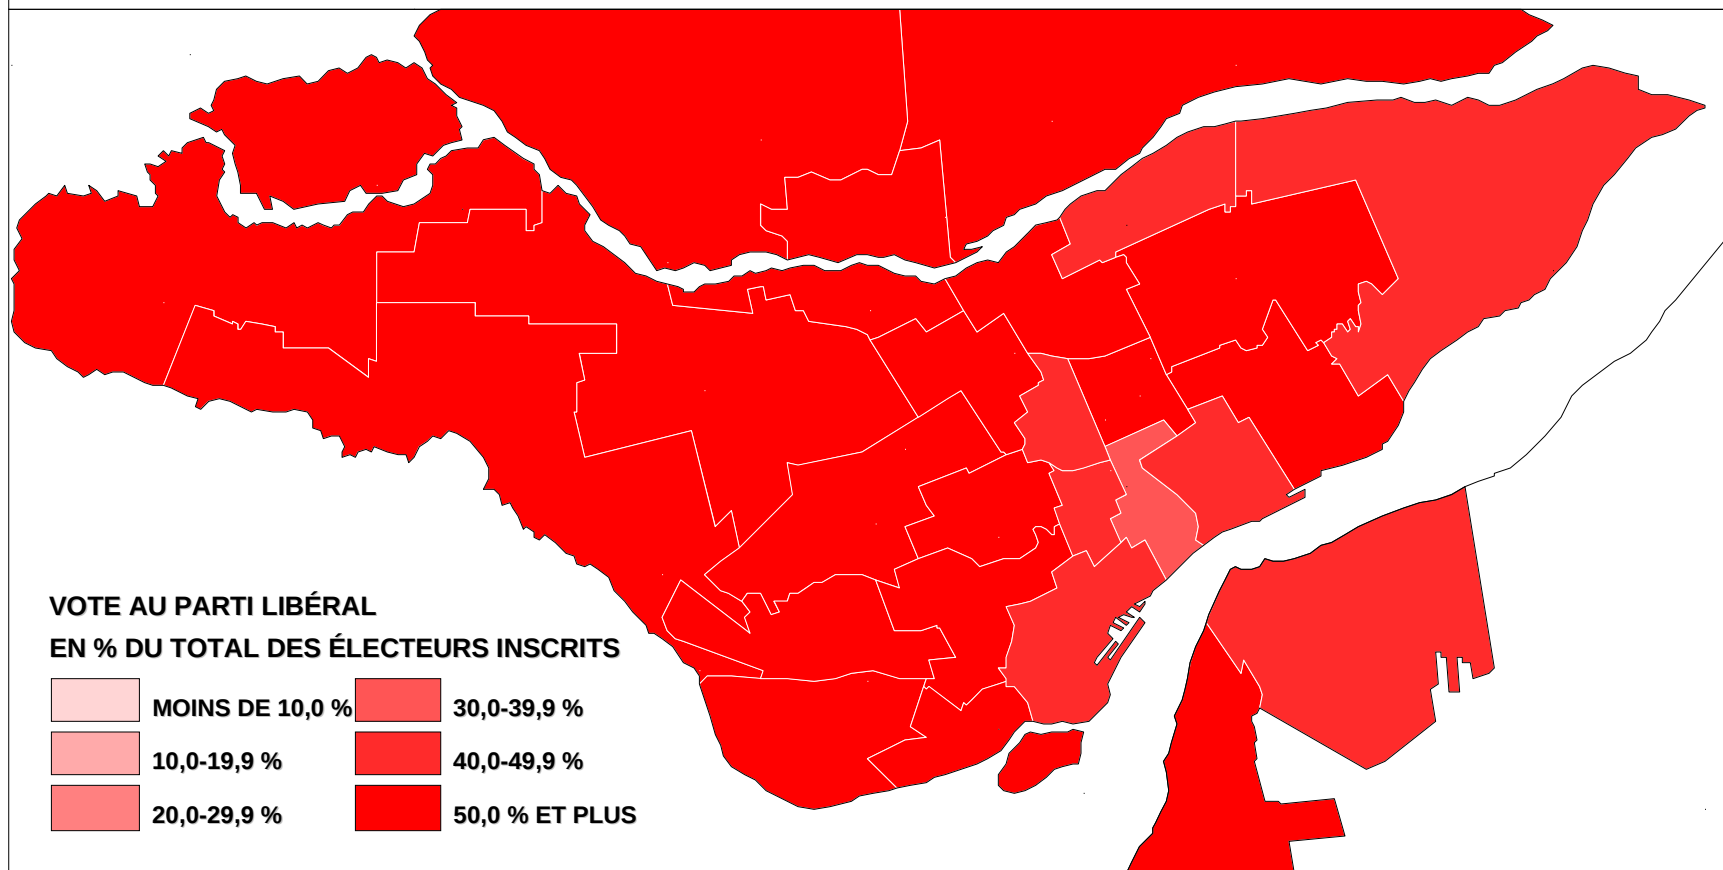 VOTE AU PARTI LIBÉRAL
EN % DU TOTAL DES ÉLECTEURS INSCRITS
MOINS DE 10,0 %
30,0-39,9 %
10,0-19,9 %
40,0-49,9 %
20,0-29,9 %
50,0 % ET PLUS